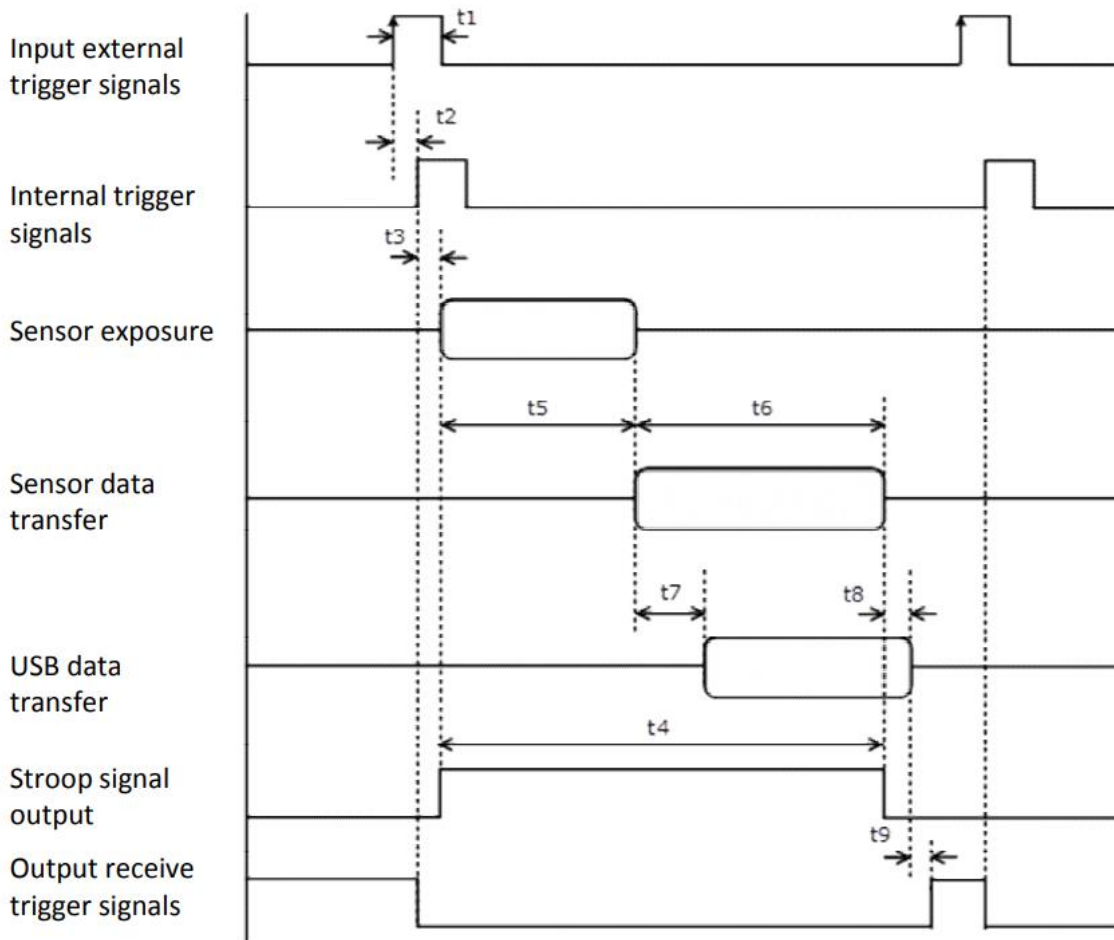 Input external
trigger signals
t1
t2
Internal trigger
signals
t3
Sensor exposure
t5
t6
Sensor data
transfer
t7
t8
USB data
transfer
t4
Stroop signal
output
t9
Output receive
trigger signals